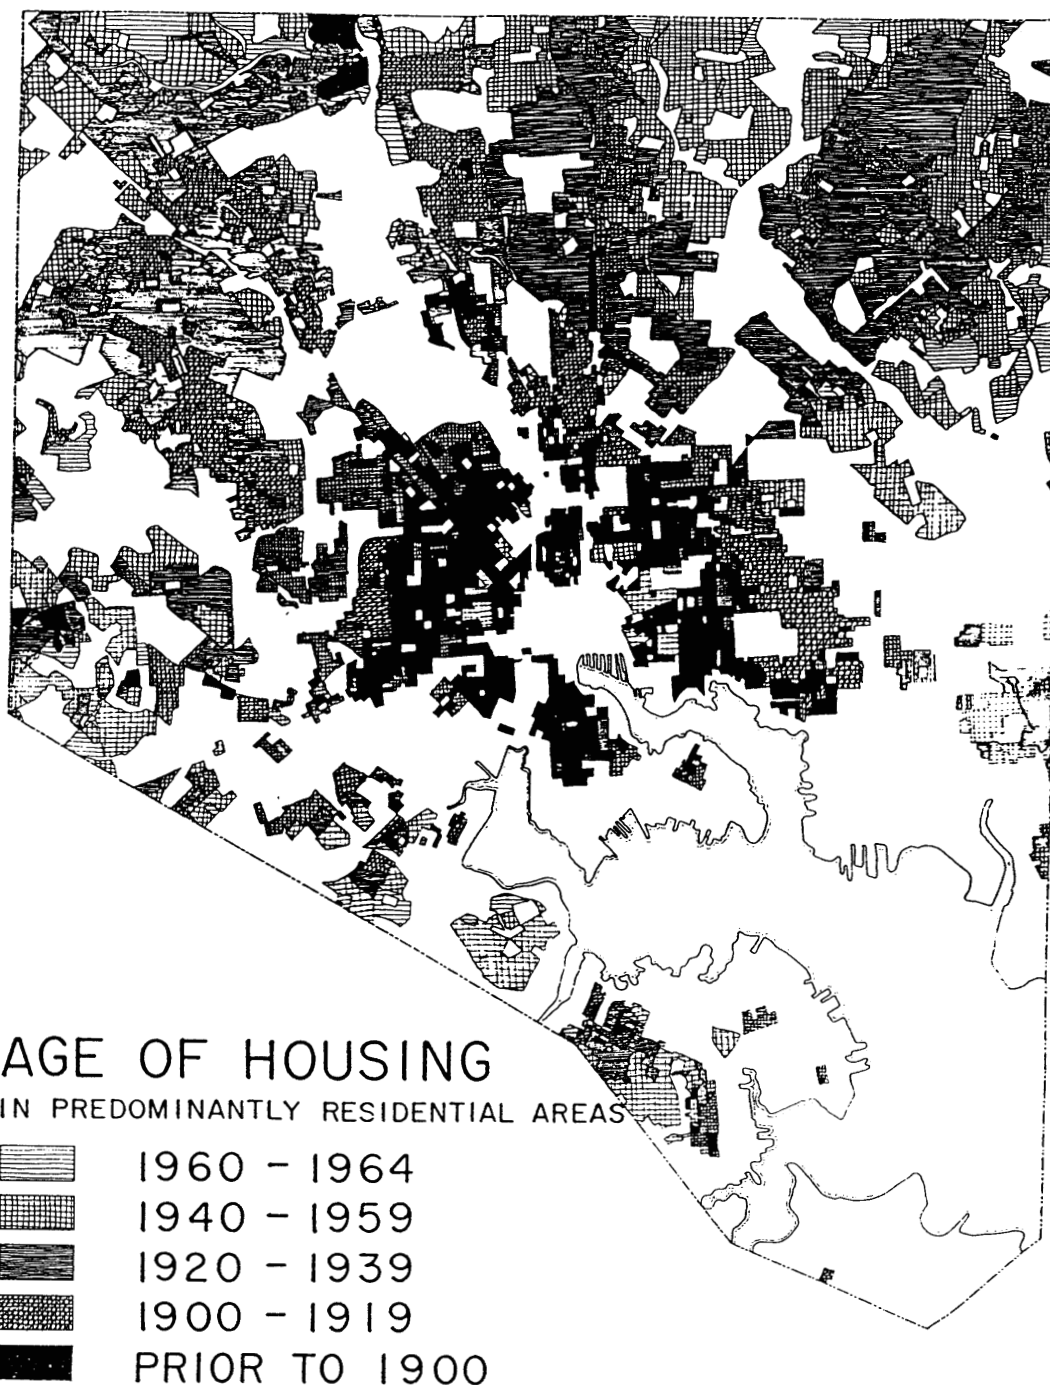 AGE OF HOUSING
IN PREDOMINANTLY RESIDENTIAL AREAS
1960 - 1964
1940 - 1959
1920 - 1939
1900 - 1919
PRIOR TO 1900